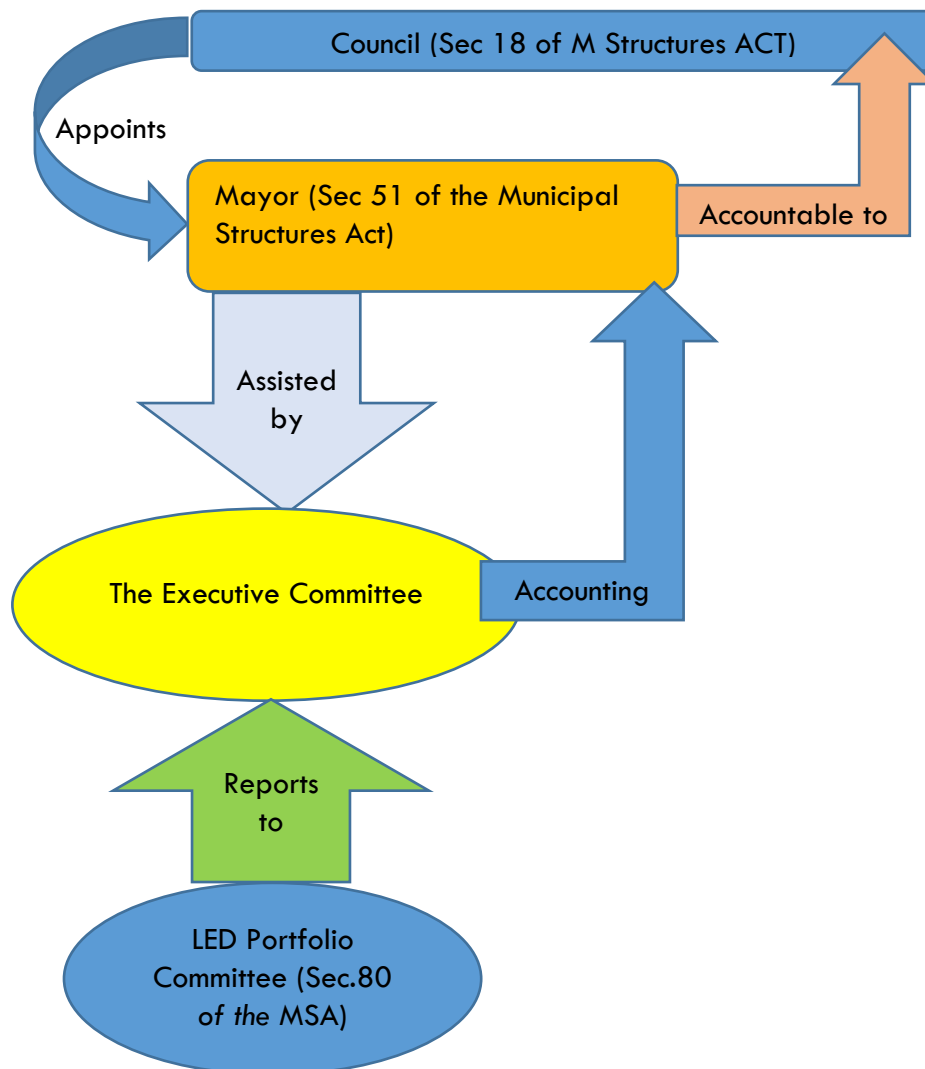 Council (Sec 18 of M Structures ACT)
Appoints
Mayor (Sec 51 of the Municipal
Structures Act)
Accountable to
Assisted
by
The Executive Committee
Accounting
Reports
to
LED Portfolio
Committee (Sec.80
of the MSA)